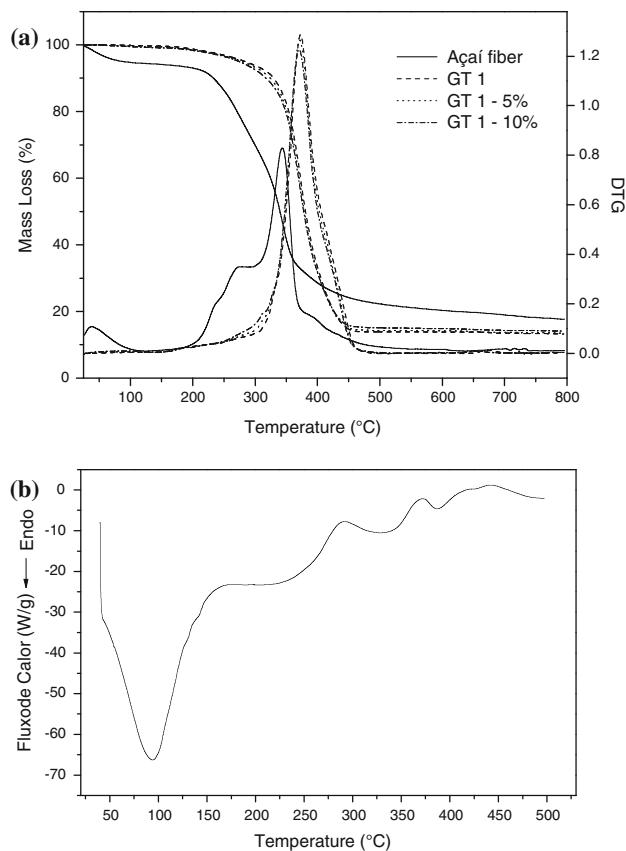 (a)
100
80
60
40
20
0
Mass Loss (%)
Açaí fiber
GT 1
GT 1 - 5%
GT 1 - 10%
1.2
1.0
0.8
0.6
0.4
0.2
0.0
DTG
100 200 300 400 500 600 700 800
Temperature (°C)
(b)
0
-10
-20
-30
-40
-50
-60
-70
Fluxode Calor (W/g) ← Endo
50 100 150 200 250 300 350 400 450 500
Temperature (°C)